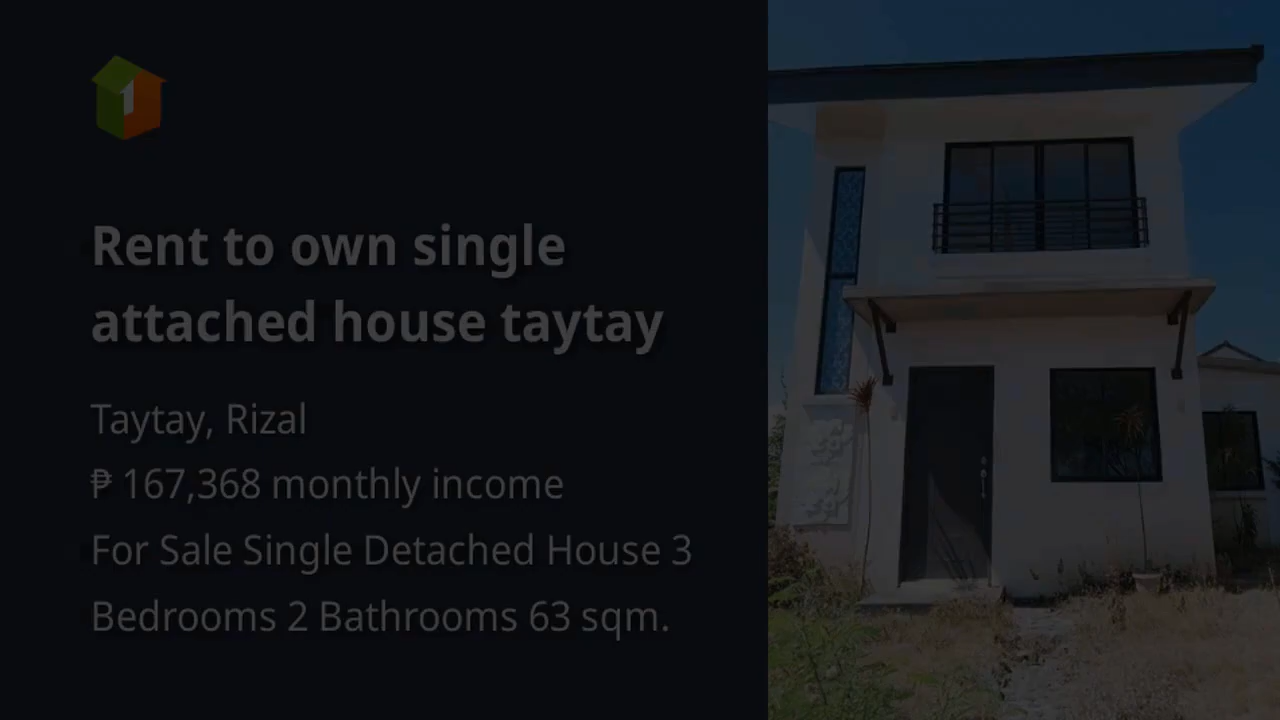 Rent to own single
attached house taytay
Taytay, Rizal
₱ 167,368 monthly income
For Sale Single Detached House 3
Bedrooms 2 Bathrooms 63 sqm.